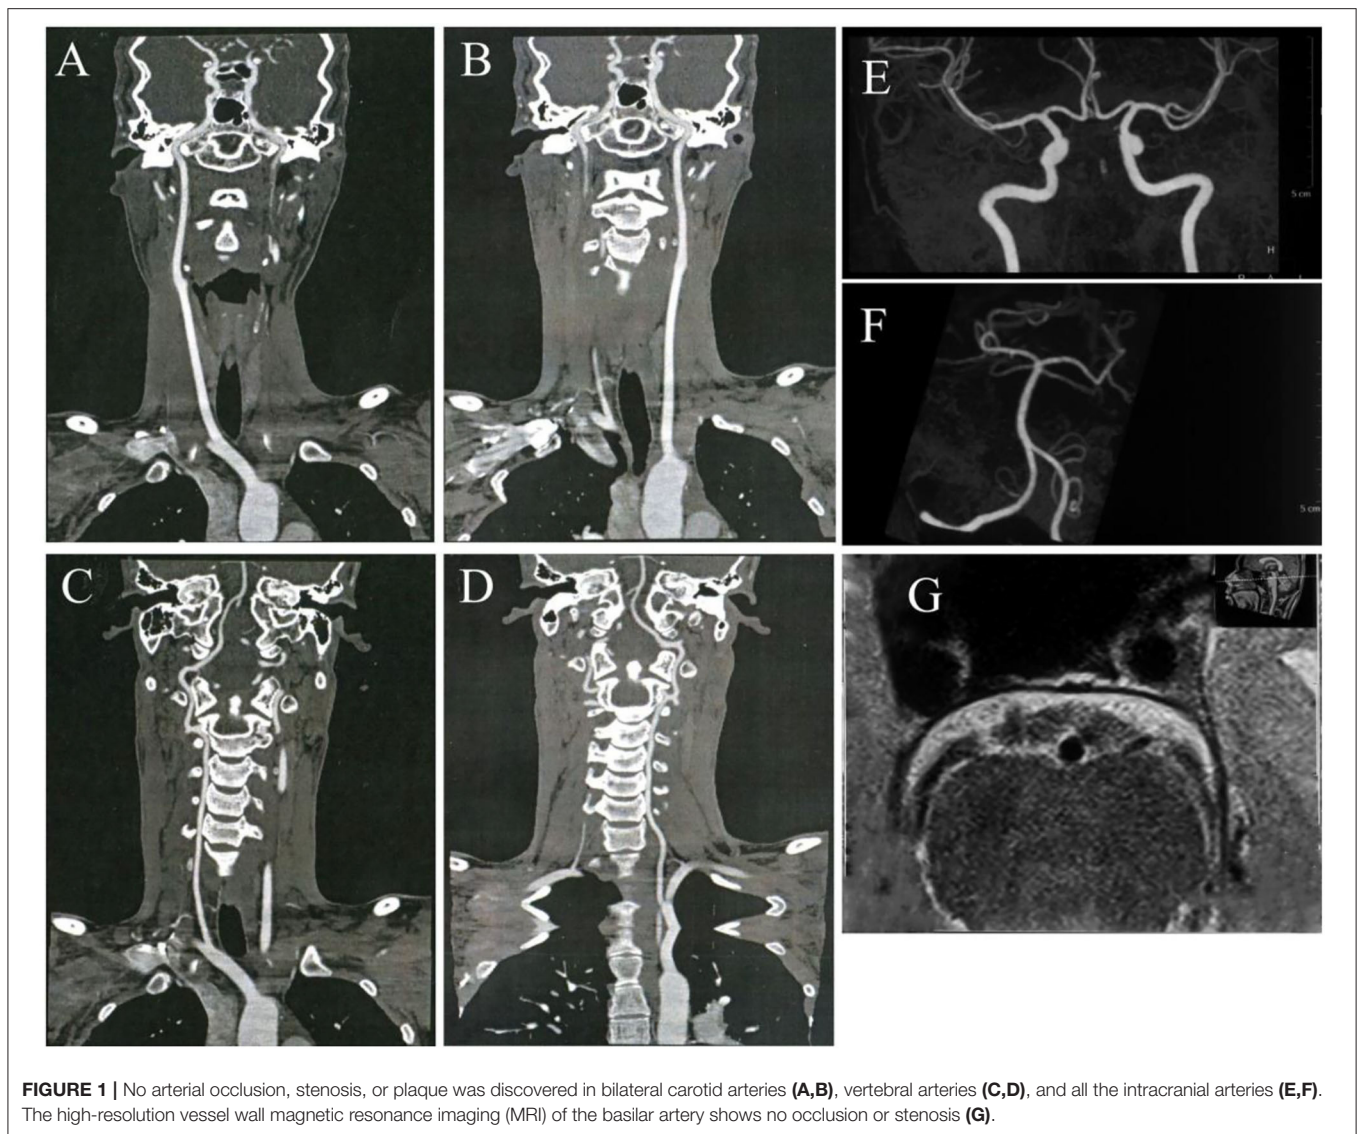 A
B
E
5 cm
H
F
5 cm
C
D
G
FIGURE 1 | No arterial occlusion, stenosis, or plaque was discovered in bilateral carotid arteries (A,B), vertebral arteries (C,D), and all the intracranial arteries (E,F).
The high-resolution vessel wall magnetic resonance imaging (MRI) of the basilar artery shows no occlusion or stenosis (G).